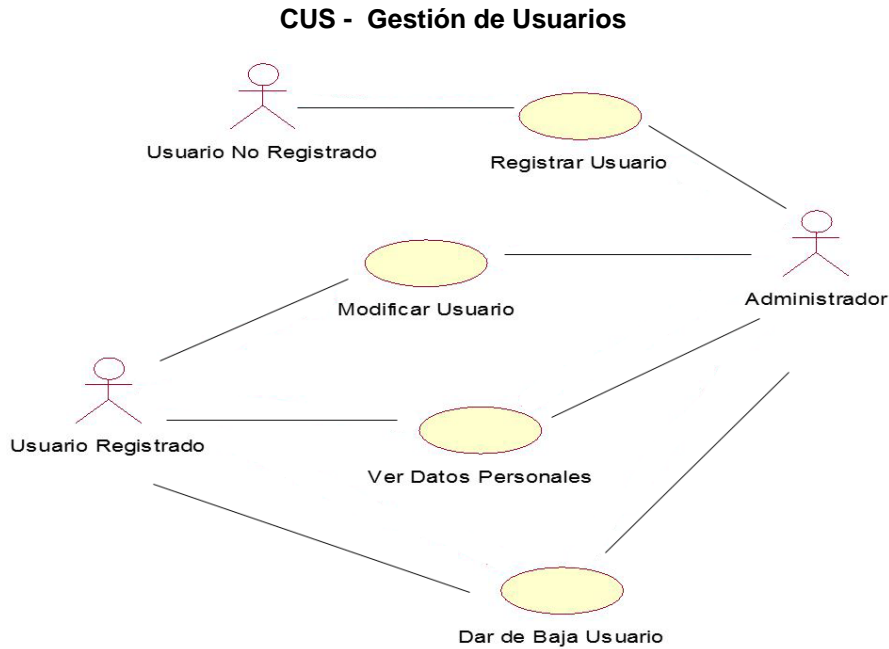 CUS - Gestión de Usuarios
Usuario No Registrado
Registrar Usuario
Modificar Usuario
Administrador
Usuario Registrado
Ver Datos Personales
Dar de Baja Usuario